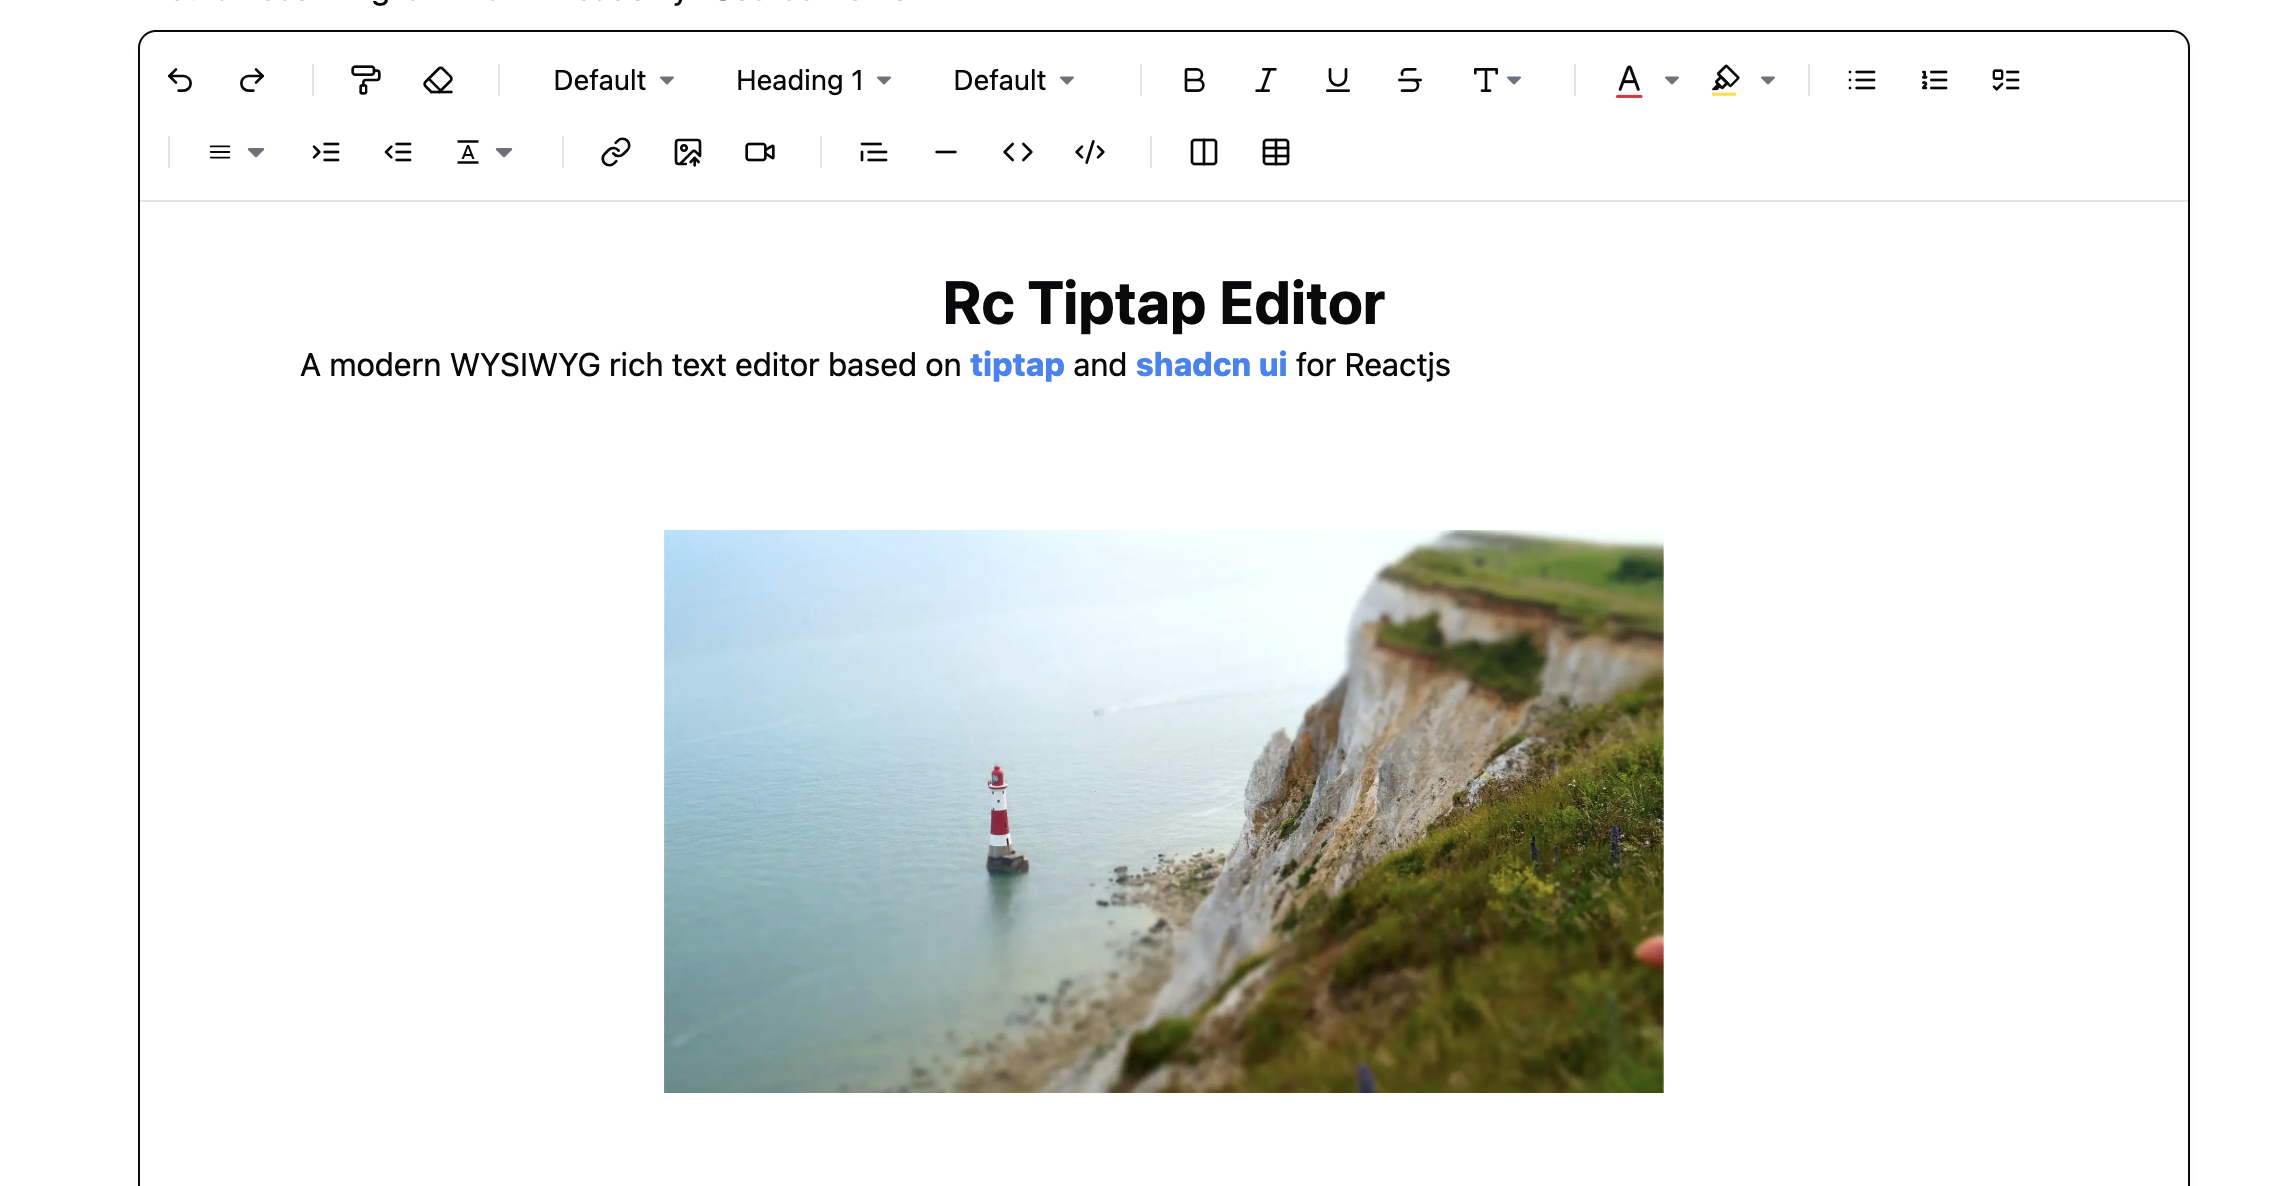 Default Heading 1 Default B I U S T A
A
Rc Tiptap Editor
A modern WYSIWYG rich text editor based on tiptap and shadcn ui for Reactjs